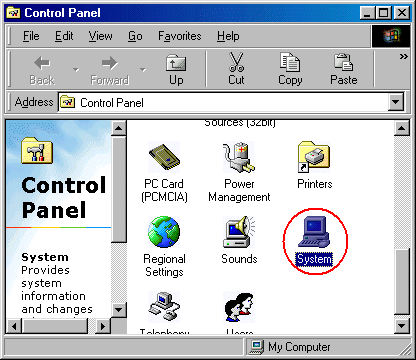 Control Panel
File Edit View Go Favorites Help
Back Forward Up Cut Copy Paste »
Address Control Panel
Control
Panel
System
Provides
system
information
and changes
Sources (32bit)
PC Card
(PCMCIA)
Power
Management
Printers
Regional
Settings
Sounds
System
Telephony
Users
My Computer